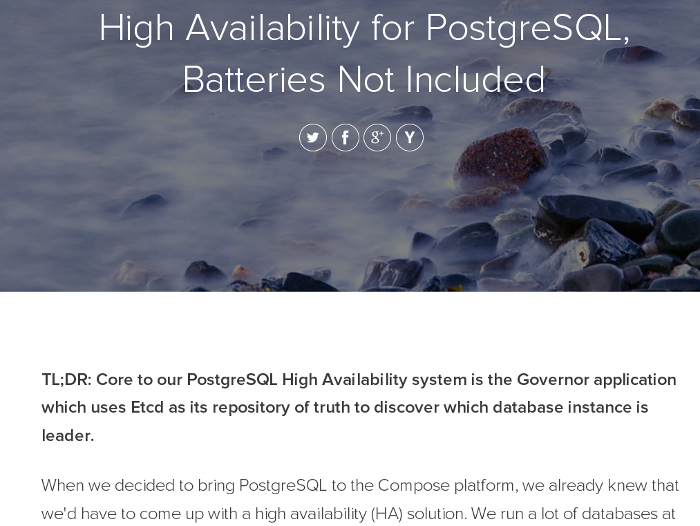 High Availability for PostgreSQL,
Batteries Not Included
TL;DR: Core to our PostgreSQL High Availability system is the Governor application
which uses Etcd as its repository of truth to discover which database instance is
leader.
When we decided to bring PostgreSQL to the Compose platform, we already knew that
we'd have to come up with a high availability (HA) solution. We run a lot of databases at